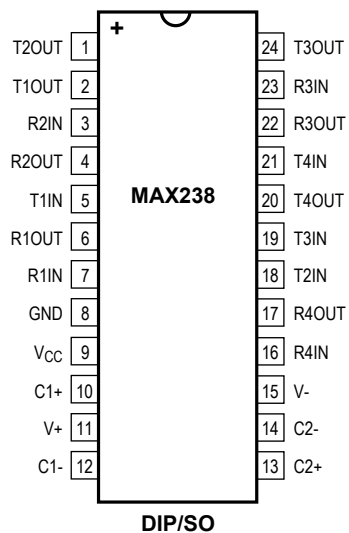 +
T2OUT 1 24 T3OUT
T1OUT 2 23 R3IN
R2IN 3 22 R3OUT
R2OUT 4 21 T4IN
T1IN 5 MAX238 20 T4OUT
R1OUT 6 19 T3IN
R1IN 7 18 T2IN
GND 8 17 R4OUT
VCC 9 16 R4IN
C1+ 10 15 V-
V+ 11 14 C2-
C1- 12 13 C2+
DIP/SO